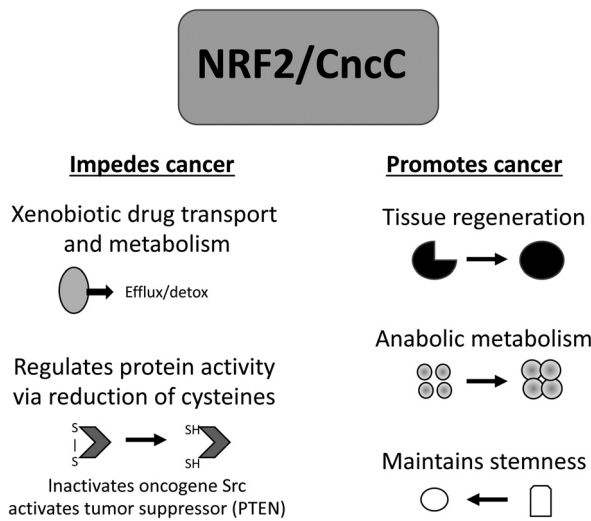 NRF2/CncC
Impedes cancer
Xenobiotic drug transport
and metabolism
Efflux/detox
Regulates protein activity
via reduction of cysteines
S
|
S
SH
SH
Inactivates oncogene Src
activates tumor suppressor (PTEN)
Promotes cancer
Tissue regeneration
Anabolic metabolism
Maintains stemness